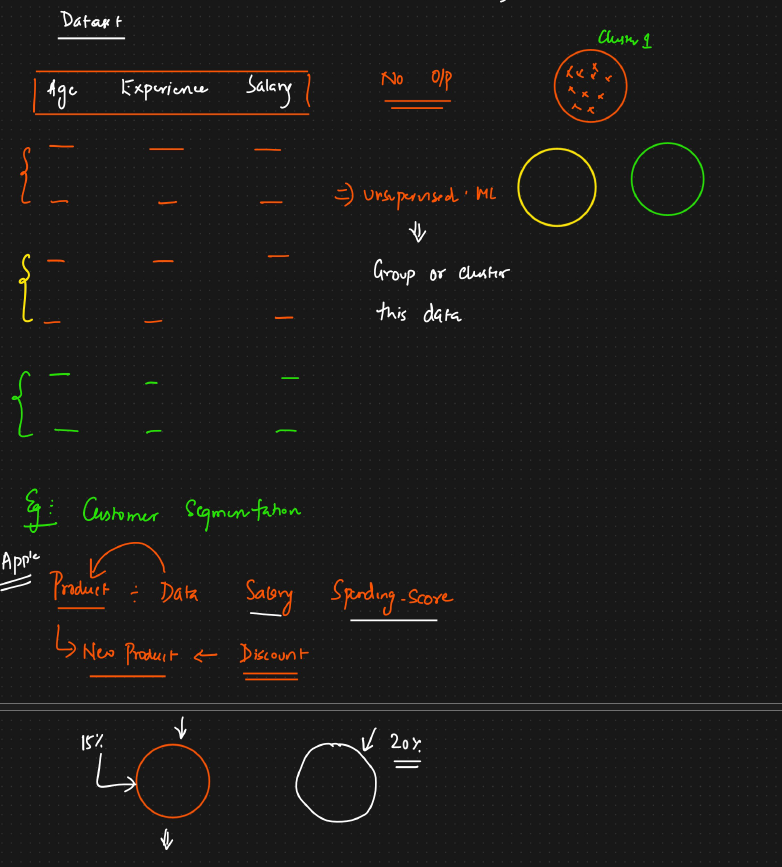 Dataset
Age Experience Salary
No O/P
Cluster 1
=) Unsupervised · ML
Group or cluster
this data
Eg: Customer Segmentation
Apple
Product ÷ Data Salary Spending-Score
New Product ← Discount
15%
20%